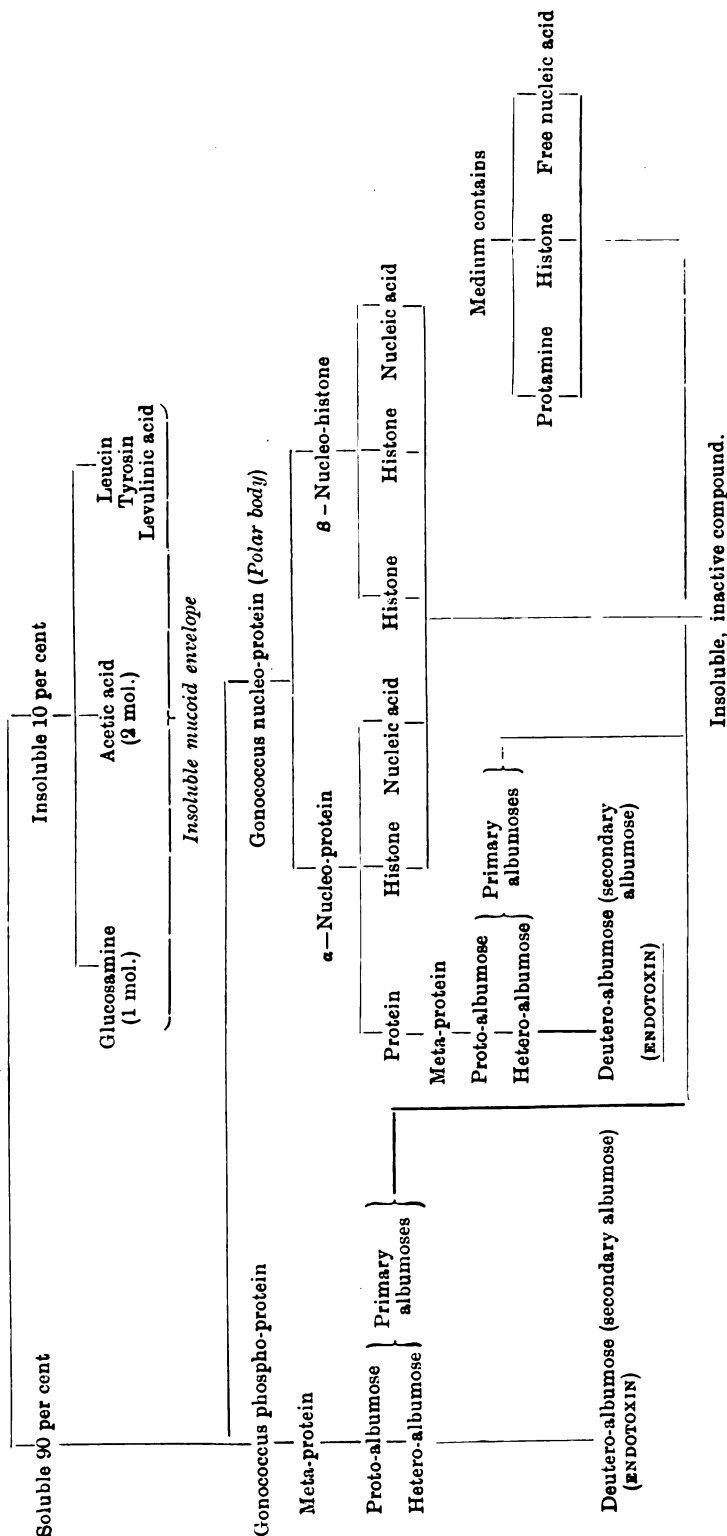 Soluble 90 per cent
Insoluble 10 per cent
Glucosamine
(1 mol.)
Acetic acid
(2 mol.)
Leucin
Tyrosin
Levulinic acid
Insoluble mucoid envelope
Gonococcus phospho-protein
Gonococcus nucleo-protein (Polar body)
Meta-protein
Proto-albumose
Hetero-albumose
Primary
albumoses
Deutero-albumose (secondary albumose)
(ENDOTOXIN)
α—Nucleo-protein
β – Nucleo-histone
Protein
Histone
Nucleic acid
Histone
Histone
Nucleic acid
Meta-protein
Proto-albumose
Hetero-albumose
Primary
albumoses
Deutero-albumose (secondary
albumose)
(ENDOTOXIN)
Medium contains
Protamine
Histone
Free nucleic acid
Insoluble, inactive compound.